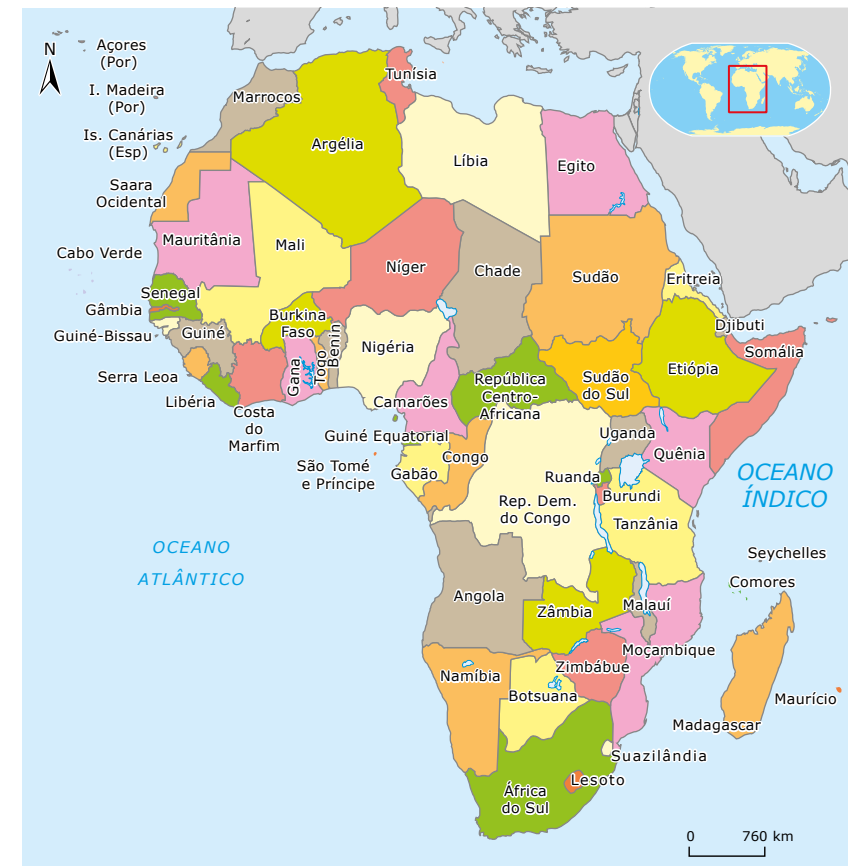 N
Açores
(Por)
I. Madeira
(Por)
Is. Canárias
(Esp)
Marrocos
Tunísia
Argélia
Líbia
Egito
Saara
Ocidental
Mauritânia
Mali
Níger
Chade
Sudão
Eritreia
Cabo Verde
Senegal
Gâmbia
Guiné-Bissau
Guiné
Burkina
Faso
Benin
Togo
Gana
Nigéria
Djibuti
Somália
Etiópia
Sudão
do Sul
República
Centro-
Africana
Camarões
Serra Leoa
Libéria
Costa
do
Marfim
Guiné Equatorial
São Tomé
e Príncipe
Gabão
Congo
Uganda
Quênia
Ruanda
Burundi
Rep. Dem.
do Congo
Tanzânia
OCEANO
ÍNDICO
OCEANO
ATLÂNTICO
Seychelles
Comores
Angola
Zâmbia
Malauí
Moçambique
Namíbia
Zimbábue
Botsuana
Maurício
Madagascar
Suazilândia
Lesoto
África
do Sul
0 760 km